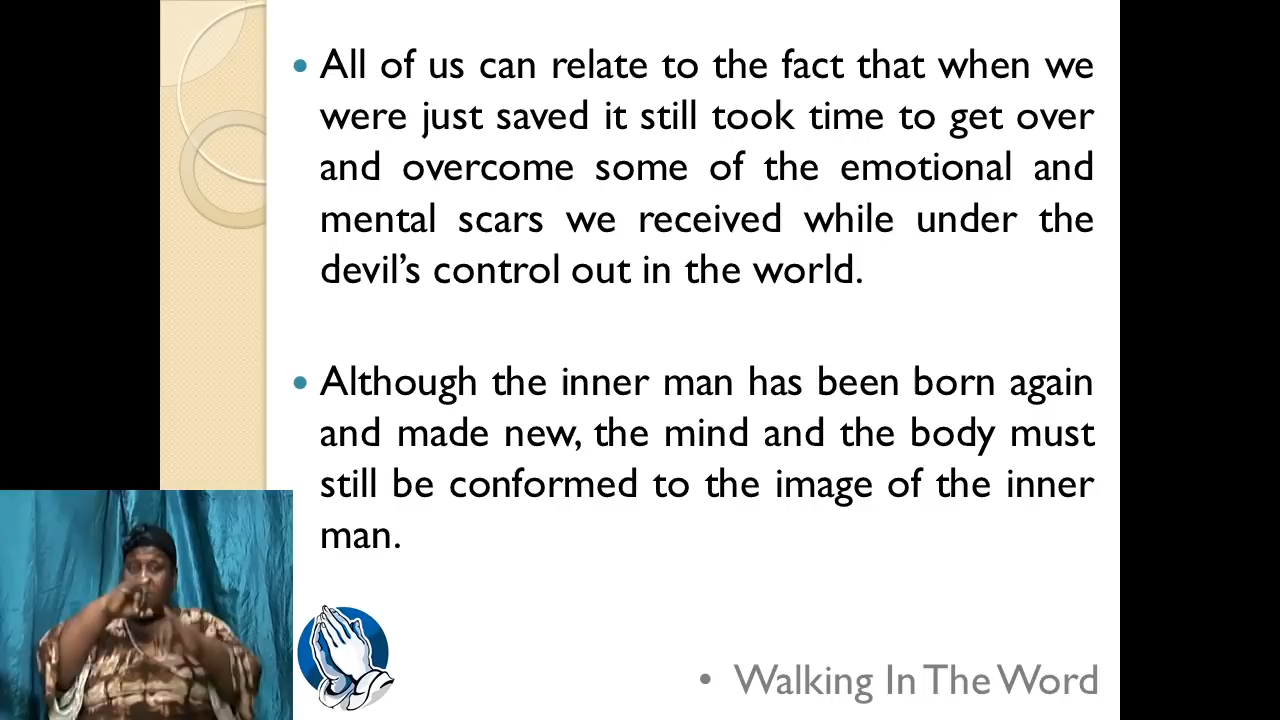 • All of us can relate to the fact that when we
were just saved it still took time to get over
and overcome some of the emotional and
mental scars we received while under the
devil’s control out in the world.
• Although the inner man has been born again
and made new, the mind and the body must
still be conformed to the image of the inner
man.
• Walking In The Word